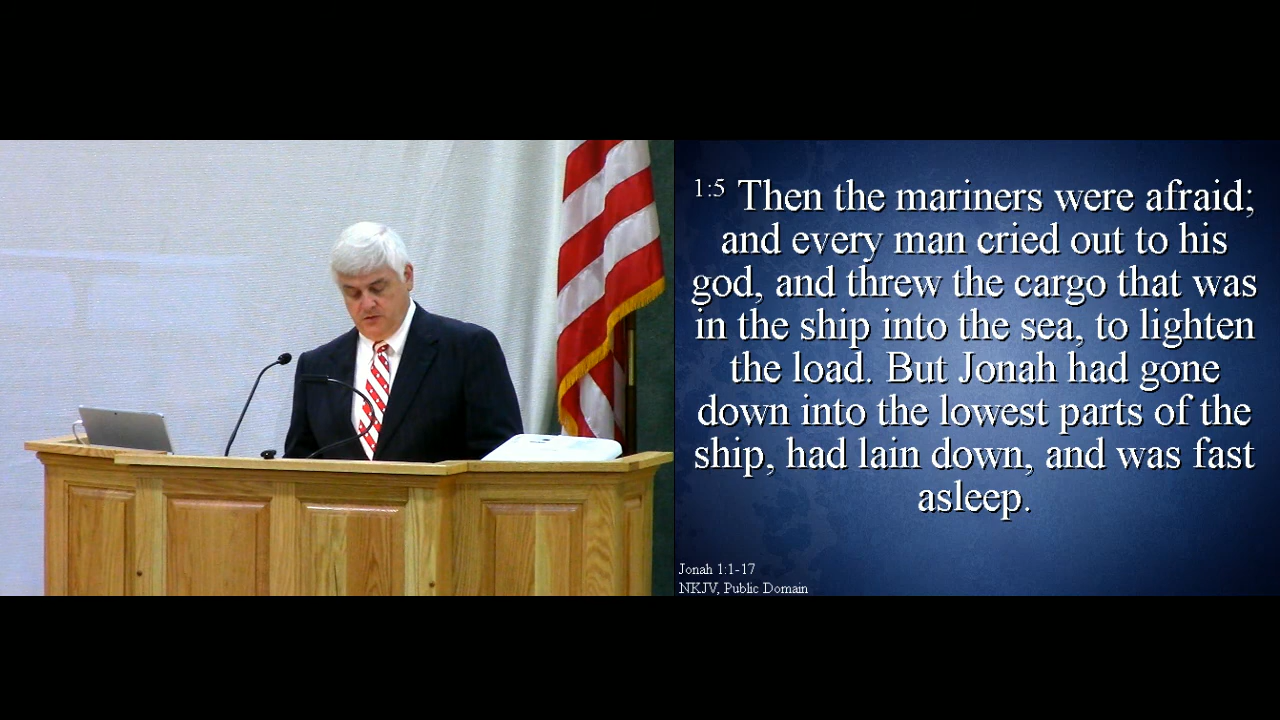 1:5 Then the mariners were afraid;
and every man cried out to his
god, and threw the cargo that was
in the ship into the sea, to lighten
the load. But Jonah had gone
down into the lowest parts of the
ship, had lain down, and was fast
asleep.
Jonah 1:1-17
NKJV, Public Domain